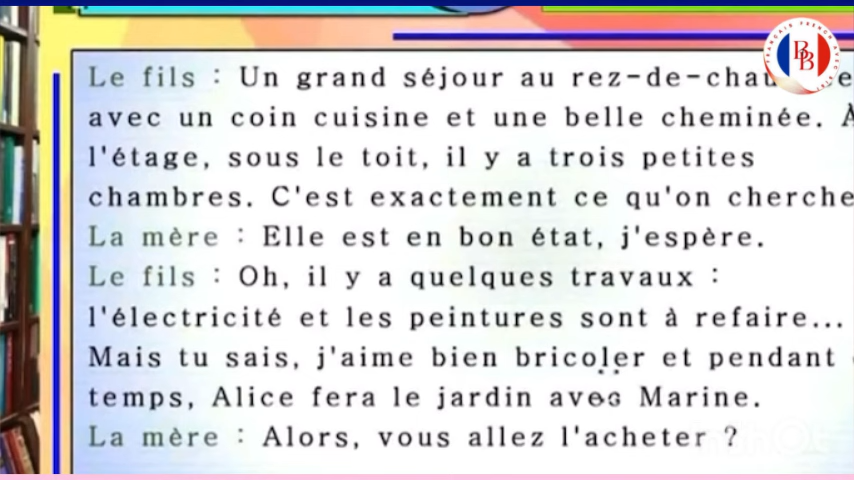 BB
Le fils : Un grand séjour au rez-de-chau
avec un coin cuisine et une belle cheminée. À
l'étage, sous le toit, il y a trois petites
chambres. C'est exactement ce qu'on cherche
La mère : Elle est en bon état, j'espère.
Le fils : Oh, il y a quelques travaux :
l'électricité et les peintures sont à refaire...
Mais tu sais, j'aime bien bricoler et pendant
temps, Alice fera le jardin avec Marine.
La mère : Alors, vous allez l'acheter ?